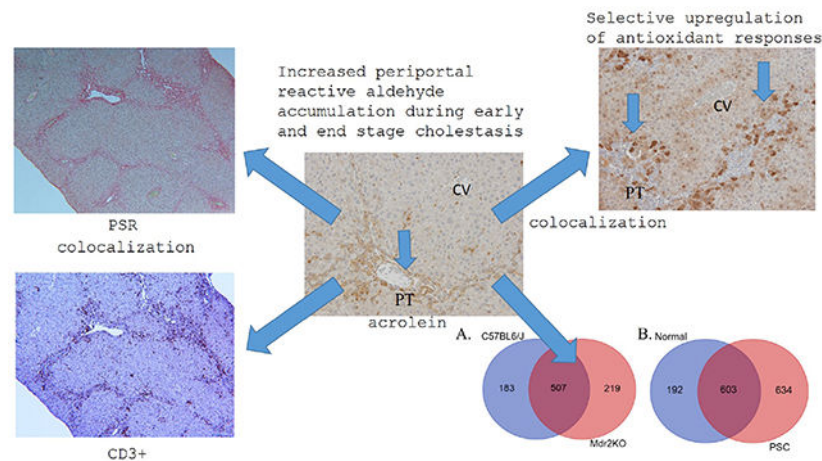 Selective upregulation
of antioxidant responses
Increased periportal
reactive aldehyde
accumulation during early
and end stage cholestasis
CV
PT
CV
PT
PSR
colocalization
colocalization
acrolein
A.
C57BL6/J
183
507
219
Mdr2KO
B.
Normal
192
603
634
PSC
CD3+